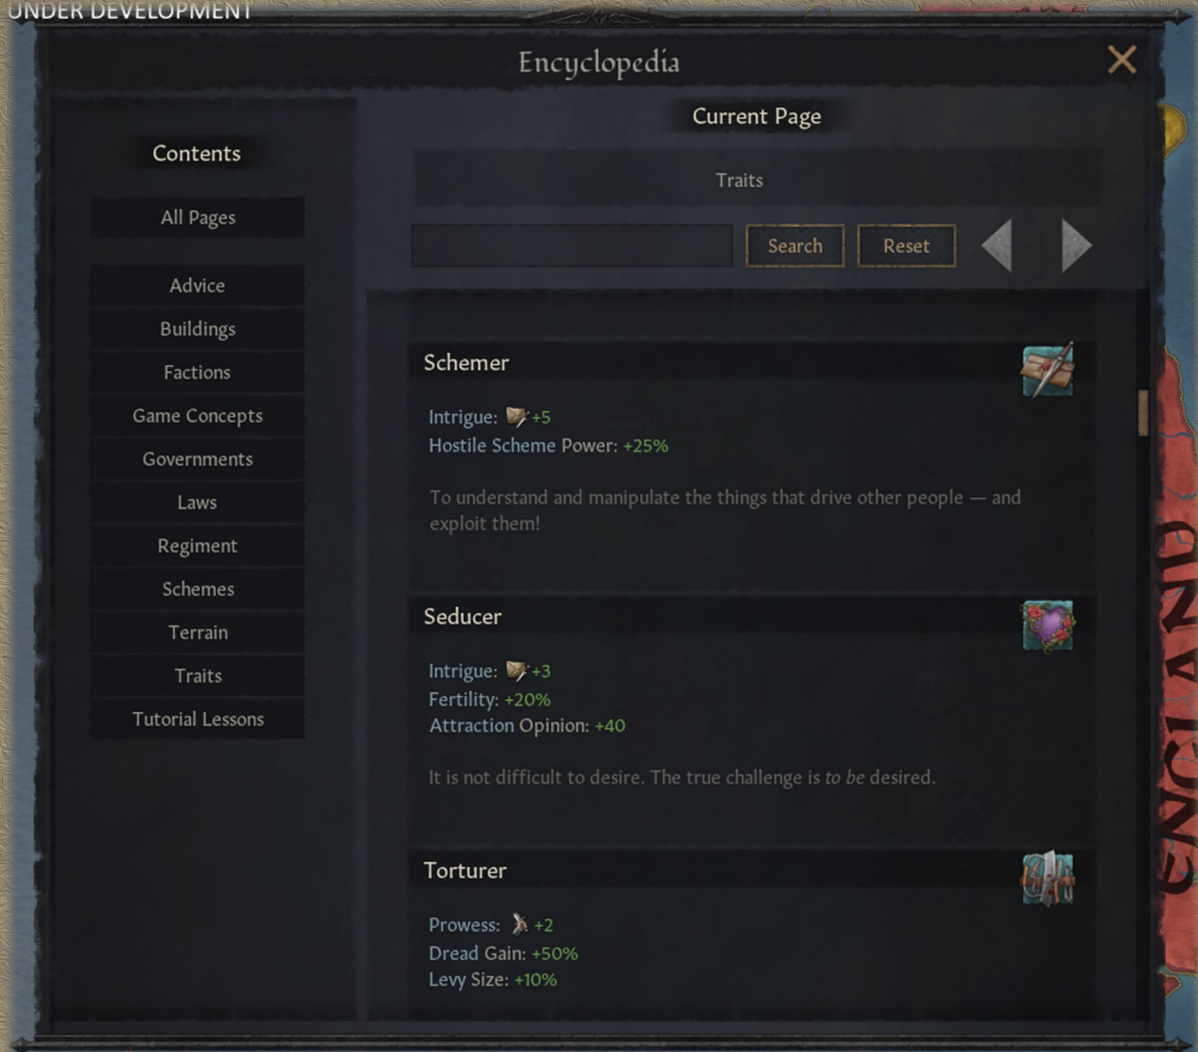 UNDER DEVELOPMENT
Encyclopedia
Contents
All Pages
Advice
Buildings
Factions
Game Concepts
Governments
Laws
Regiment
Schemes
Terrain
Traits
Tutorial Lessons
Current Page
Traits
Search
Reset
Schemer
Intrigue: +5
Hostile Scheme Power: +25%
To understand and manipulate the things that drive other people — and
exploit them!
Seducer
Intrigue: +3
Fertility: +20%
Attraction Opinion: +40
It is not difficult to desire. The true challenge is to be desired.
Torturer
Prowess: +2
Dread Gain: +50%
Levy Size: +10%
ENGLAND